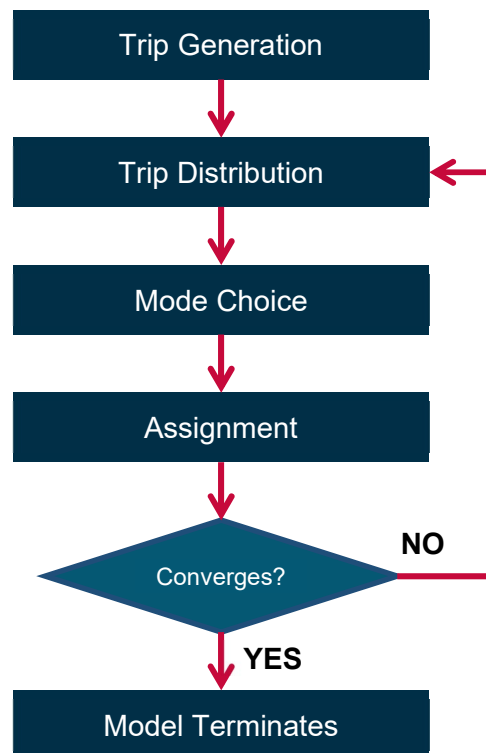 Trip Generation
Trip Distribution
Mode Choice
Assignment
NO
Converges?
YES
Model Terminates